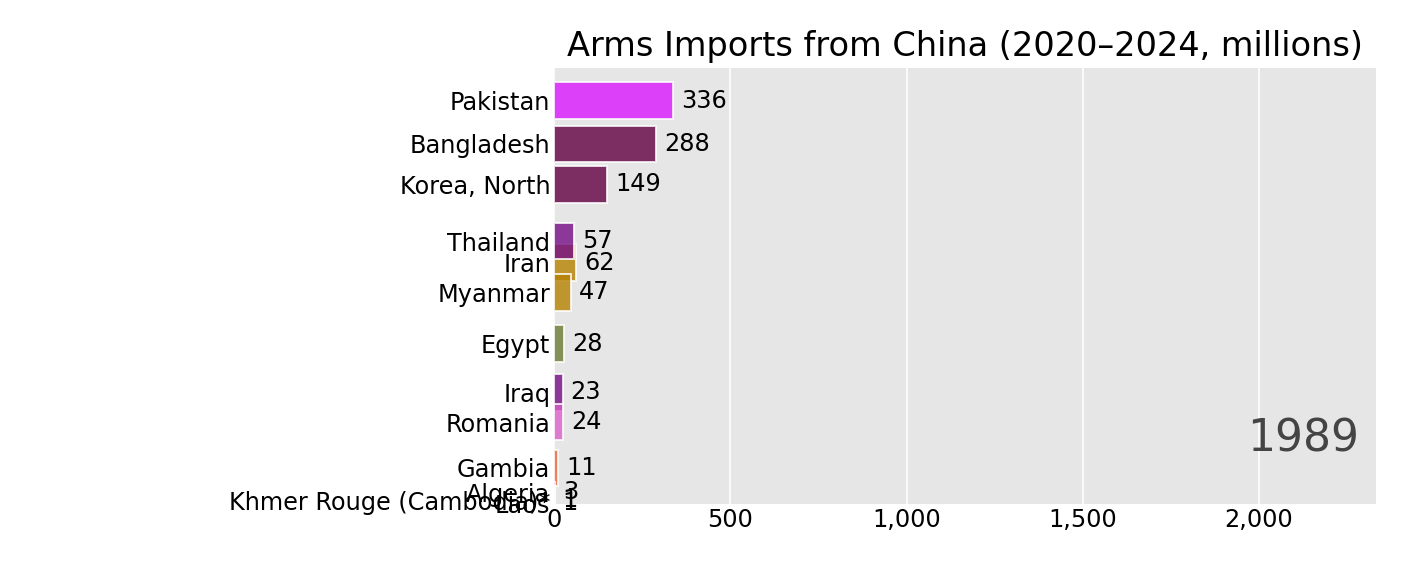 Arms Imports from China (2020–2024, millions)
Pakistan 336
Bangladesh 288
Korea, North 149
Thailand 57
Iran 62
Myanmar 47
Egypt 28
Iraq 23
Romania 24
1989
Gambia 11
Algeria 3
Khmer Rouge (Cambodia)* 1
Laos
0 500 1,000 1,500 2,000